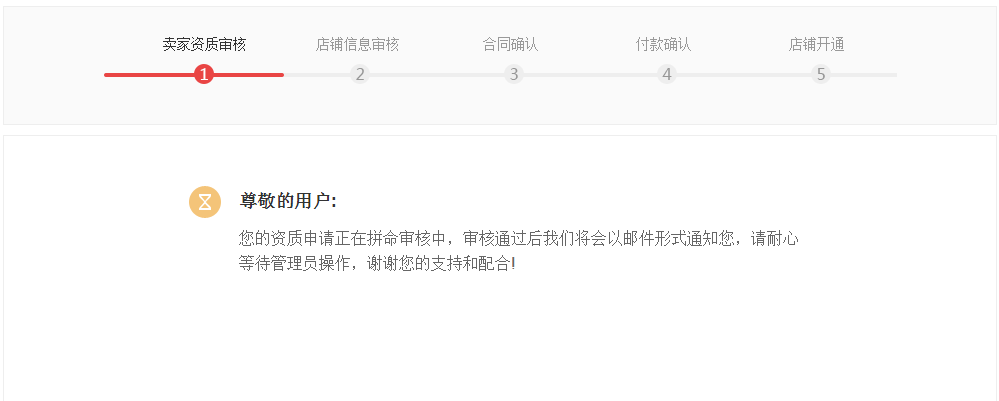 卖家资质审核 店铺信息审核 合同确认 付款确认 店铺开通
1 2 3 4 5
尊敬的用户:
您的资质申请正在拼命审核中，审核通过后我们将会以邮件形式通知您，请耐心
等待管理员操作，谢谢您的支持和配合!